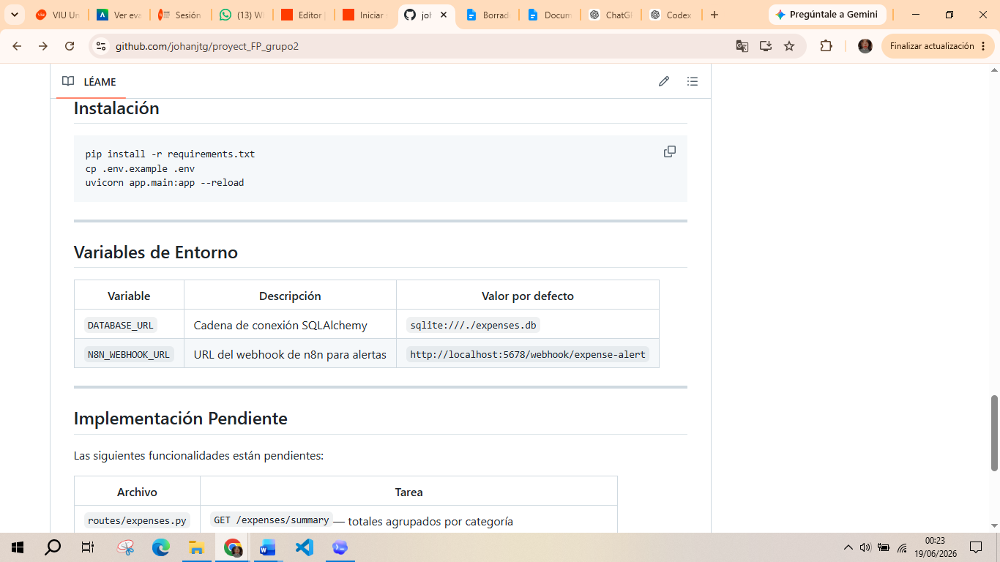 VIU Un
Ver eva
Sesión
(13) W
Editor
Iniciar s
jol
Borrad
Docum
ChatG
Codex
Pregúntale a Gemini
github.com/johanjtg/proyect_FP_grupo2
Finalizar actualización
LÉAME
Instalación
pip install -r requirements.txt
cp .env.example .env
uvicorn app.main:app --reload
Variables de Entorno
Variable Descripción Valor por defecto
DATABASE_URL Cadena de conexión SQLAlchemy sqlite:///./expenses.db
N8N_WEBHOOK_URL URL del webhook de n8n para alertas http://localhost:5678/webhook/expense-alert
Implementación Pendiente
Las siguientes funcionalidades están pendientes:
Archivo Tarea
routes/expenses.py GET /expenses/summary — totales agrupados por categoría
00:23
19/06/2026